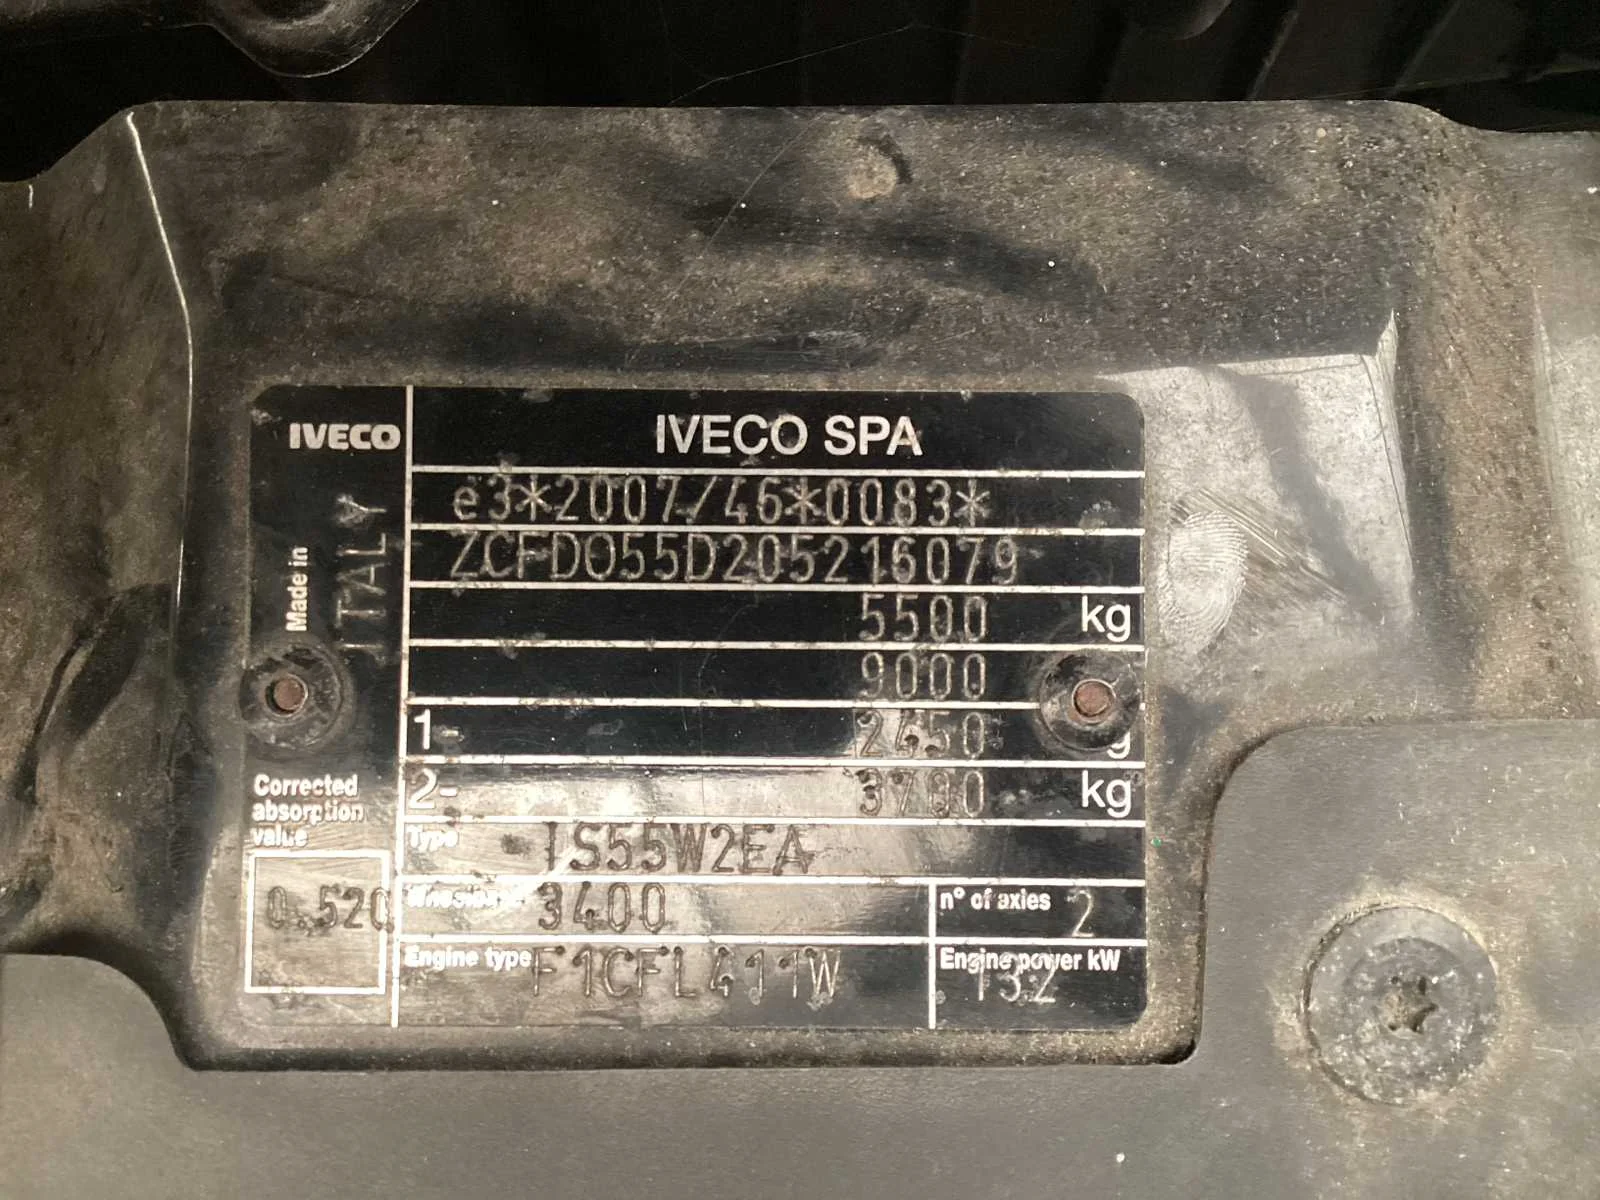 IVECO
IVECO SPA
Made in
ITALY
e3*2007/46*0083*
ZCFD055D205216079
5500 kg
9000
1- 2450
2- 3700 kg
Corrected
absorption
value
0.520
Type IS55W2EA
3400
n° of axles 2
Engine type F1CFL411W
Engine power kW 132